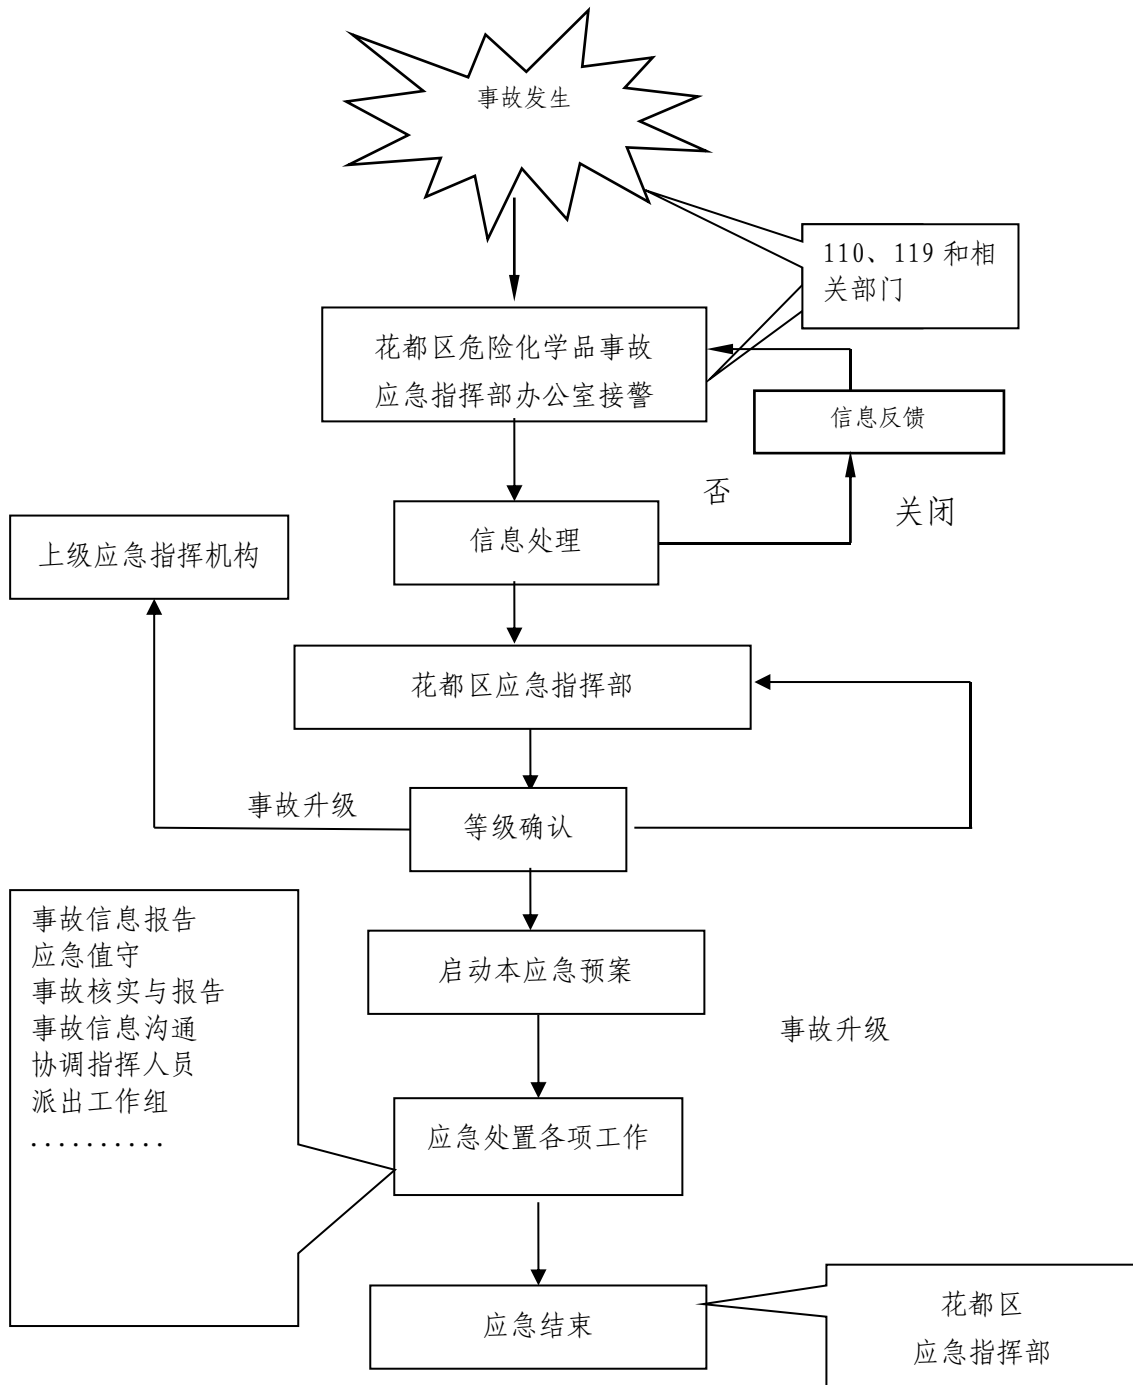 事故发生
110、119 和相
关部门
花都区危险化学品事故
应急指挥部办公室接警
信息反馈
否
关闭
信息处理
上级应急指挥机构
花都区应急指挥部
事故升级
等级确认
事故信息报告
应急值守
事故核实与报告
事故信息沟通
协调指挥人员
派出工作组
..........
启动本应急预案
事故升级
应急处置各项工作
应急结束
花都区
应急指挥部